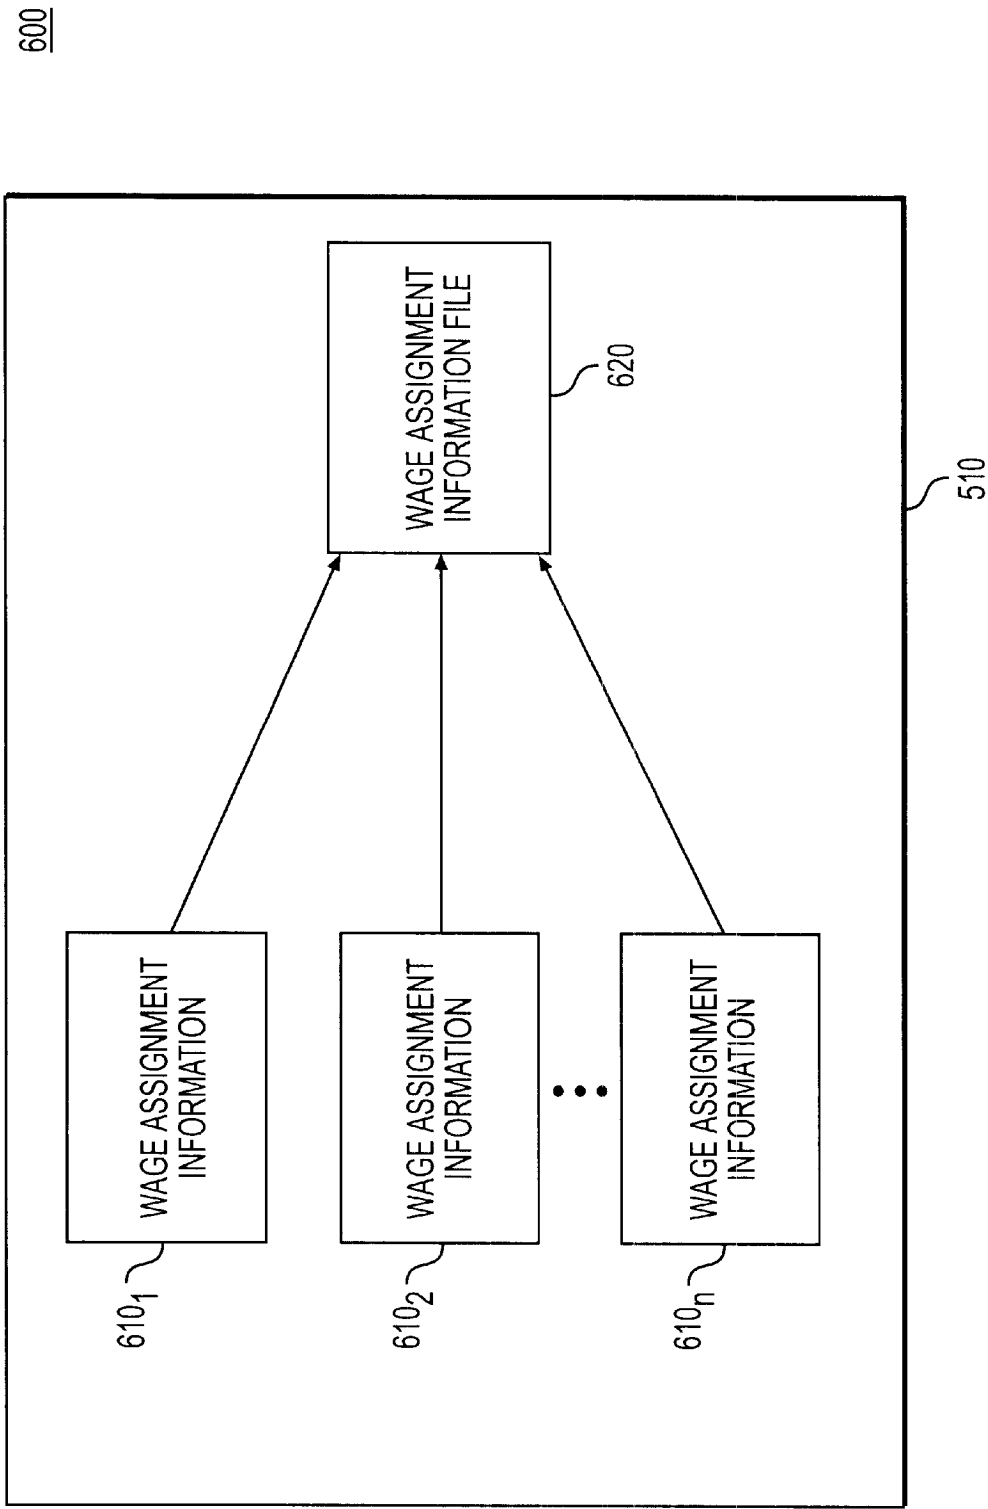 600
WAGE ASSIGNMENT
INFORMATION
610₁
WAGE ASSIGNMENT
INFORMATION
610₂
WAGE ASSIGNMENT
INFORMATION
610ₙ
WAGE ASSIGNMENT
INFORMATION FILE
620
510